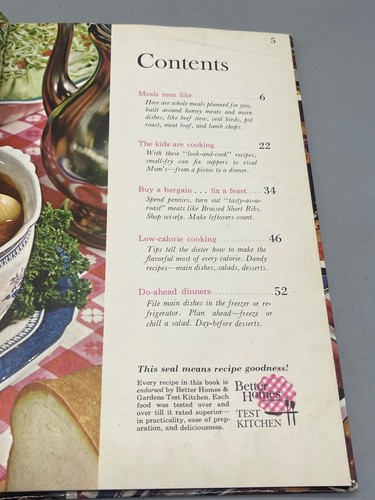 5
Contents
Meals men like 6
Here are whole meals planned for you,
built around homey meats and main
dishes, like beef stew, veal birds, pot
roast, meat loaf, and lamb chops.
The kids are cooking 22
With these "look-and-cook" recipes,
small-fry can fix suppers to rival
Mom's—from a picnic to a dinner.
Buy a bargain . . . fix a feast.... 34
Spend pennies, turn out "tasty-as-a-
roast" meals like Braised Short Ribs.
Shop wisely. Make leftovers count.
Low-calorie cooking.............. 46
Tips tell the dieter how to make the
flavorful most of every calorie. Dandy
recipes—main dishes, salads, desserts.
Do-ahead dinners................ 52
File main dishes in the freezer or re-
frigerator. Plan ahead—freeze or
chill a salad. Day-before desserts.
This seal means recipe goodness!
Every recipe in this book is
endorsed by Better Homes &
Gardens Test Kitchen. Each
food was tested over and
over till it rated superior—
in practicality, ease of prep-
aration, and deliciousness.
Better
Homes
TEST
KITCHEN